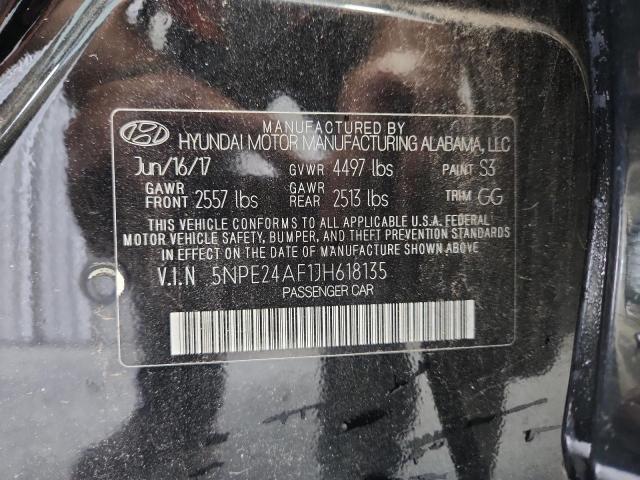 MANUFACTURED BY
HYUNDAI MOTOR MANUFACTURING ALABAMA, LLC
Jun/16/17 GVWR 4497 lbs PAINT S3
GAWR FRONT 2557 lbs GAWR REAR 2513 lbs TRIM GG
THIS VEHICLE CONFORMS TO ALL APPLICABLE U.S.A. FEDERAL
MOTOR VEHICLE SAFETY, BUMPER, AND THEFT PREVENTION STANDARDS
IN EFFECT ON THE DATE OF MANUFACTURE SHOWN ABOVE.
V.I.N 5NPE24AF1JH618135
PASSENGER CAR